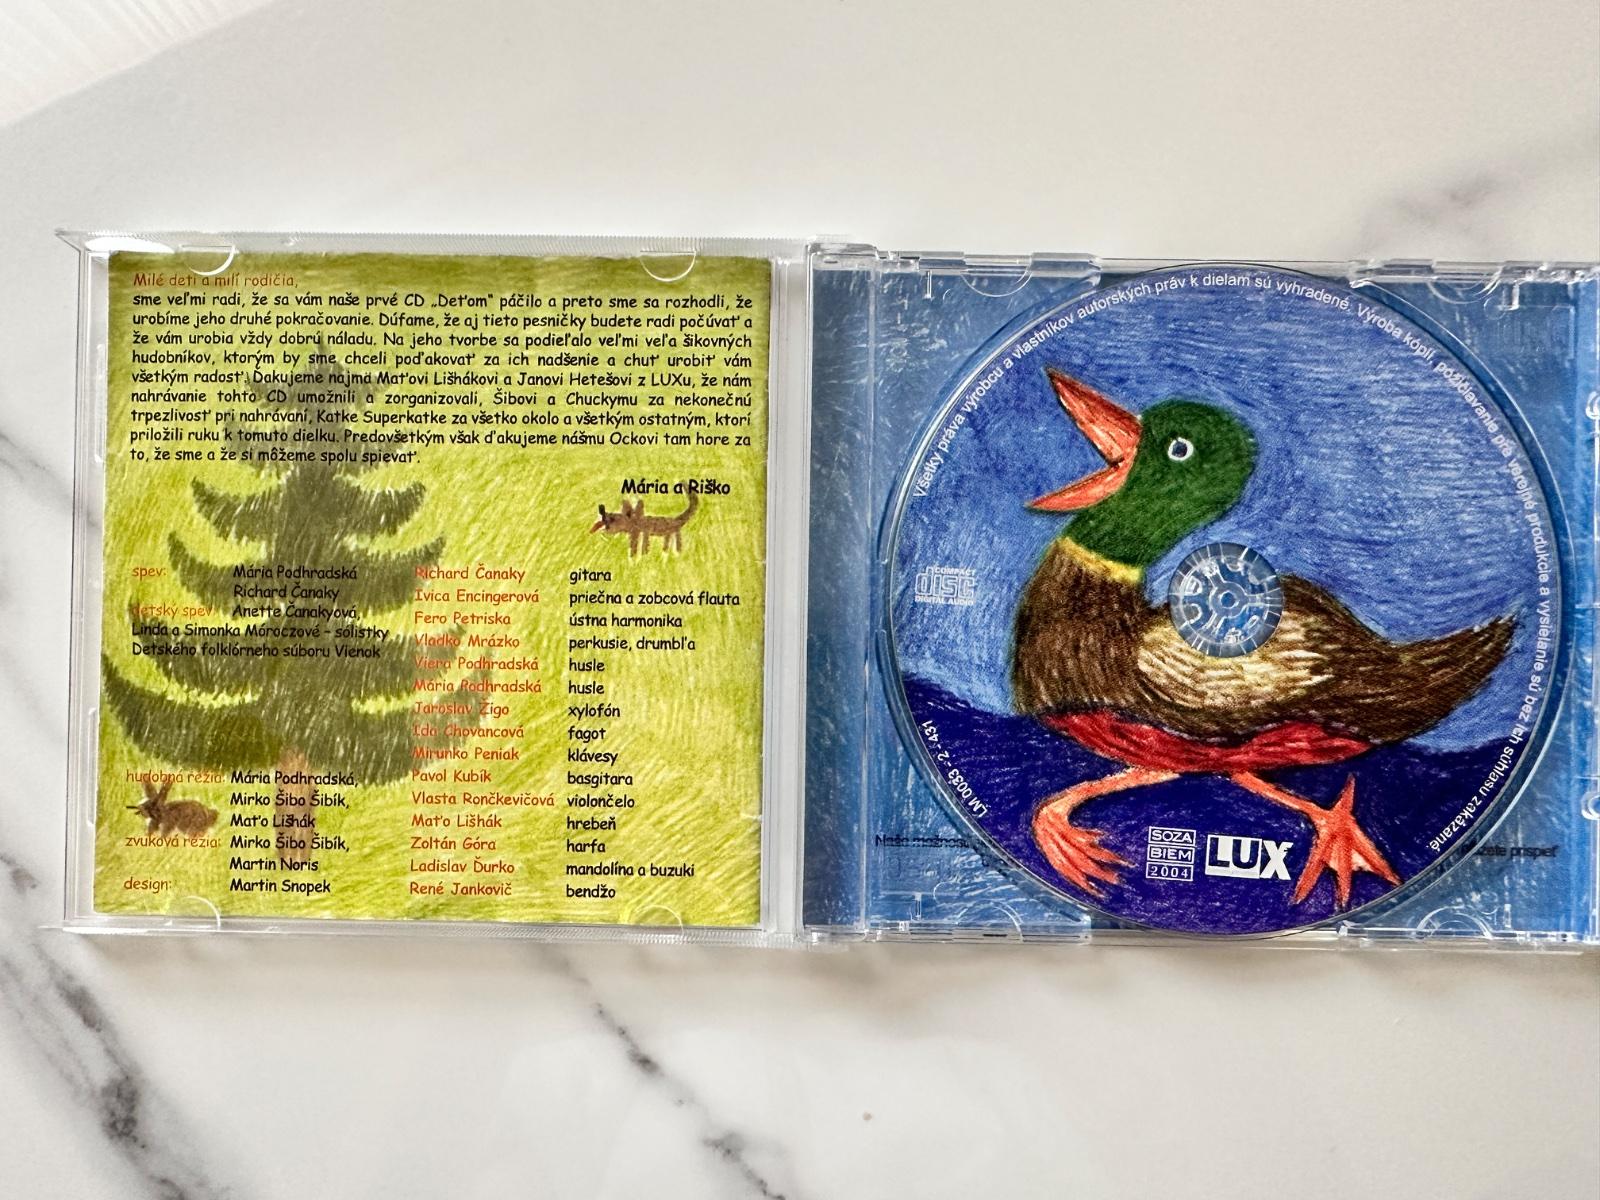 Milé deti a milí rodičia,
sme veľmi radi, že sa vám naše prvé CD „Deťom“ páčilo a preto sme sa rozhodli, že
urobíme jeho druhé pokračovanie. Dúfame, že aj tieto pesničky budete radi počúvať a
že vám urobia vždy dobrú náladu. Na jeho tvorbe sa podieľalo veľmi veľa šikovných
hudobníkov, ktorým by sme chceli poďakovať za ich nadšenie a chuť urobiť vám
všetkým radosť. Ďakujeme najmä Maťovi Lišhákovi a Janovi Hetešovi z LUXu, že nám
nahrávanie tohto CD umožnili a zorganizovali, Šibovi a Chuckymu za nekonečnú
trpezlivosť pri nahrávaní, Katke Superkatke za všetko okolo a všetkým ostatným, ktorí
priložili ruku k tomuto dielku. Predovšetkým však ďakujeme nášmu Ockovi tam hore za
to, že sme a že si môžeme spolu spievať.
Mária a Riško
spev: Mária Podhradská
Richard Čanaky
detský spev: Anette Čanakyová,
Linda a Simonka Móroczové - sólistky
Detského folklórneho súboru Vienok
hudobná réžia: Mária Podhradská,
Mirko Šibo Šibík,
Maťo Lišhák
zvuková réžia: Mirko Šibo Šibík,
Martin Noris
design: Martin Snopek
Richard Čanaky gitara
Ivica Encingerová priečna a zobcová flauta
Fero Petriska ústna harmonika
Vladko Mrázko perkusie, drumbľa
Viera Podhradská husle
Mária Podhradská husle
Jaroslav Žigo xylofón
Ida Chovancová fagot
Mirunko Peniak klávesy
Pavol Kubík basgitara
Vlasta Rončkevičová violončelo
Maťo Lišhák hrebeň
Zoltán Góra harfa
Ladislav Ďurko mandolína a buzuki
René Jankovič bendžo
Všetky práva výrobcu a vlastníkov autorských práv k dielam sú vyhradené. Výroba kópií, požičiavanie pre verejné produkcie a vysielanie sú bez ich súhlasu zakázané.
COMPACT
disc
DIGITAL AUDIO
LM 0033 - 2 431
SOZA
BIEM
2004
LUX
Naše možnos
prispieť